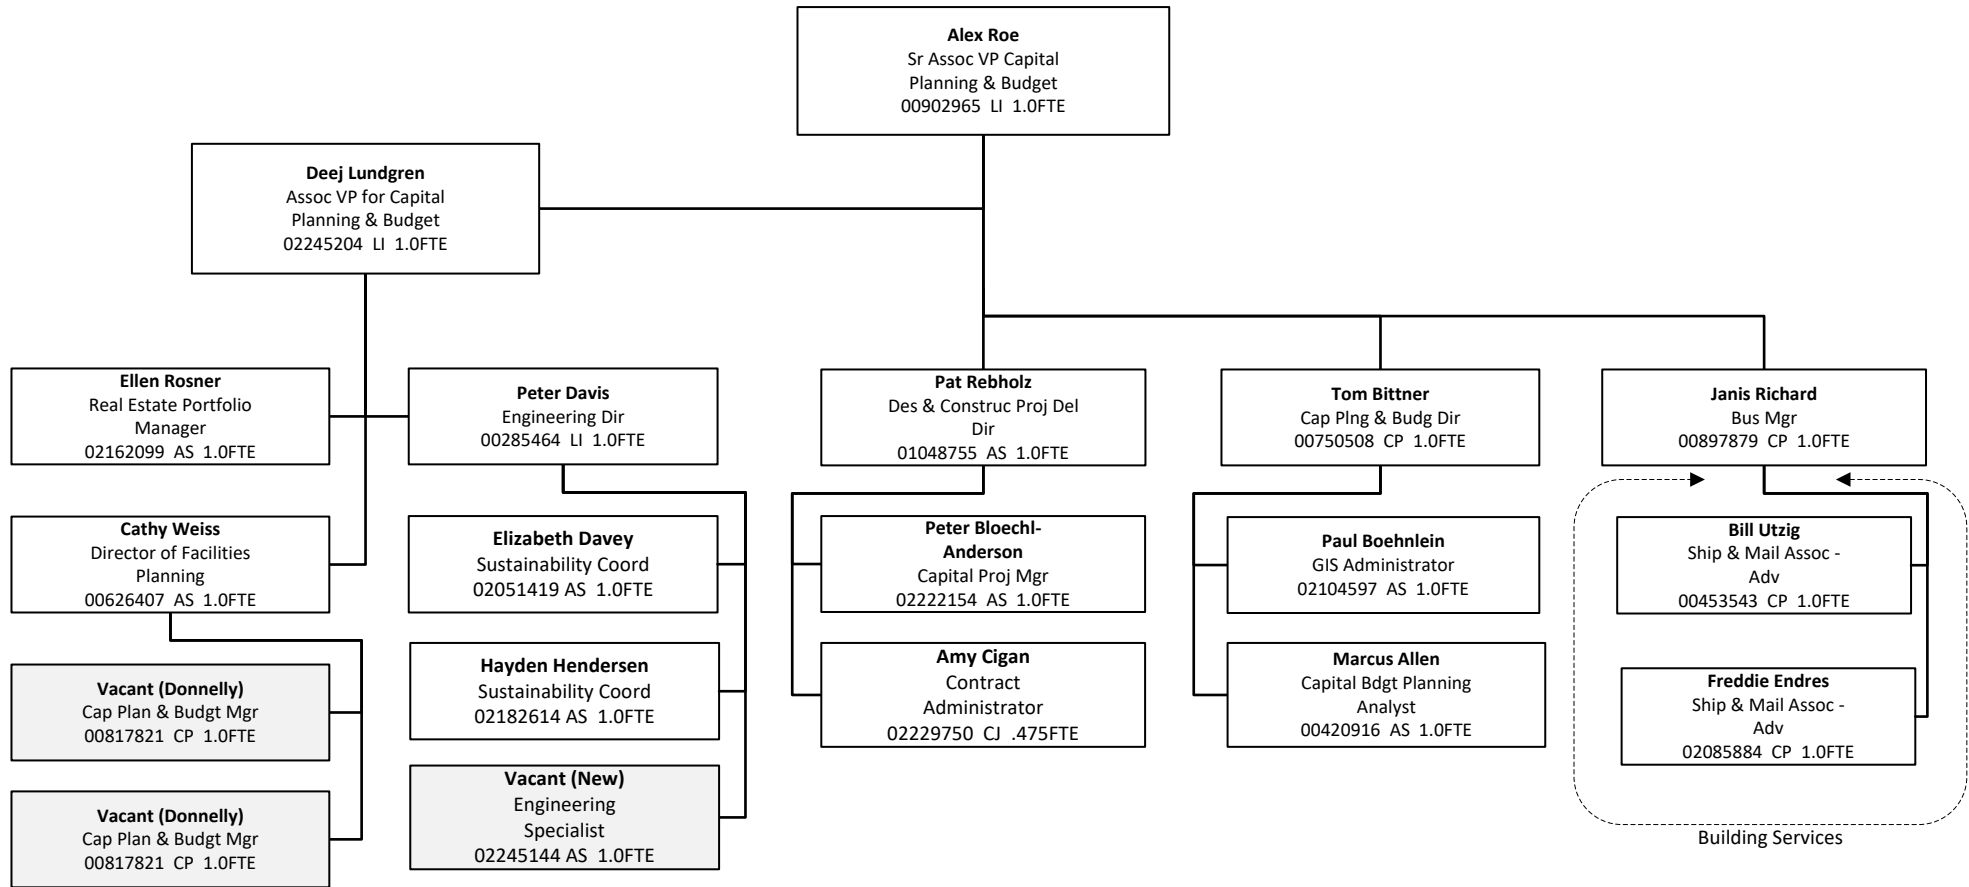 Alex Roe
Sr Assoc VP Capital
Planning & Budget
00902965 LI 1.0FTE
Deej Lundgren
Assoc VP for Capital
Planning & Budget
02245204 LI 1.0FTE
Ellen Rosner
Real Estate Portfolio
Manager
02162099 AS 1.0FTE
Peter Davis
Engineering Dir
00285464 LI 1.0FTE
Pat Rebholz
Des & Construc Proj Del
Dir
01048755 AS 1.0FTE
Tom Bittner
Cap Plng & Budg Dir
00750508 CP 1.0FTE
Janis Richard
Bus Mgr
00897879 CP 1.0FTE
Cathy Weiss
Director of Facilities
Planning
00626407 AS 1.0FTE
Elizabeth Davey
Sustainability Coord
02051419 AS 1.0FTE
Peter Bloechl-
Anderson
Capital Proj Mgr
02222154 AS 1.0FTE
Paul Boehnlein
GIS Administrator
02104597 AS 1.0FTE
Bill Utzig
Ship & Mail Assoc -
Adv
00453543 CP 1.0FTE
Vacant (Donnelly)
Cap Plan & Budgt Mgr
00817821 CP 1.0FTE
Hayden Hendersen
Sustainability Coord
02182614 AS 1.0FTE
Amy Cigan
Contract
Administrator
02229750 CJ .475FTE
Marcus Allen
Capital Bdgt Planning
Analyst
00420916 AS 1.0FTE
Freddie Endres
Ship & Mail Assoc -
Adv
02085884 CP 1.0FTE
Vacant (Donnelly)
Cap Plan & Budgt Mgr
00817821 CP 1.0FTE
Vacant (New)
Engineering
Specialist
02245144 AS 1.0FTE
Building Services